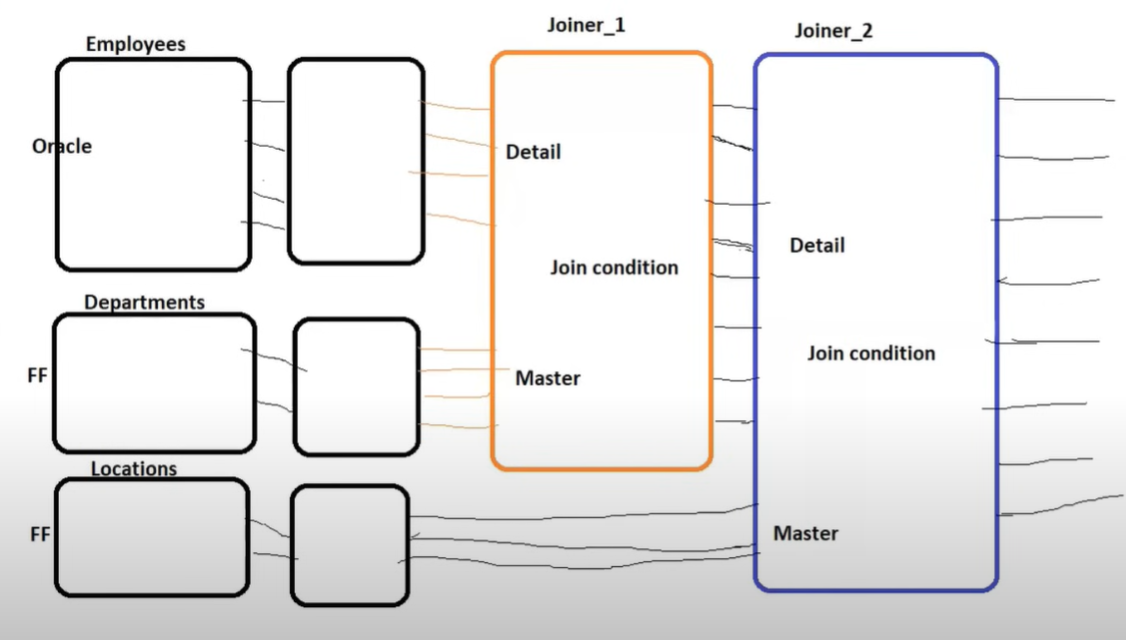 Joiner_1
Joiner_2
Employees
Oracle
Detail
Detail
Join condition
Departments
Join condition
FF
Master
Locations
FF
Master